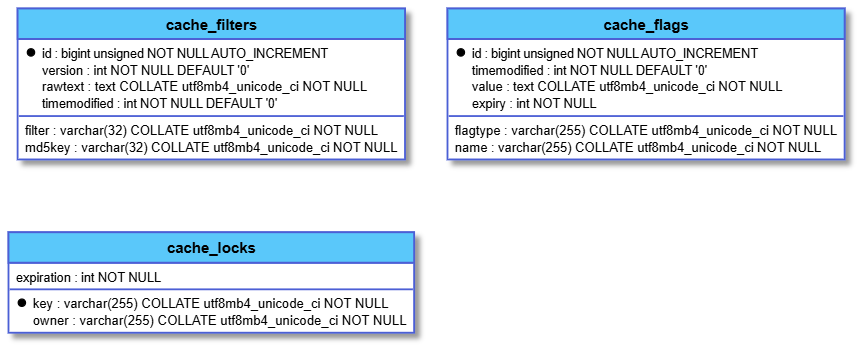 cache_filters
id : bigint unsigned NOT NULL AUTO_INCREMENT
version : int NOT NULL DEFAULT '0'
rawtext : text COLLATE utf8mb4_unicode_ci NOT NULL
timemodified : int NOT NULL DEFAULT '0'
filter : varchar(32) COLLATE utf8mb4_unicode_ci NOT NULL
md5key : varchar(32) COLLATE utf8mb4_unicode_ci NOT NULL
cache_flags
id : bigint unsigned NOT NULL AUTO_INCREMENT
timemodified : int NOT NULL DEFAULT '0'
value : text COLLATE utf8mb4_unicode_ci NOT NULL
expiry : int NOT NULL
flagtype : varchar(255) COLLATE utf8mb4_unicode_ci NOT NULL
name : varchar(255) COLLATE utf8mb4_unicode_ci NOT NULL
cache_locks
expiration : int NOT NULL
key : varchar(255) COLLATE utf8mb4_unicode_ci NOT NULL
owner : varchar(255) COLLATE utf8mb4_unicode_ci NOT NULL